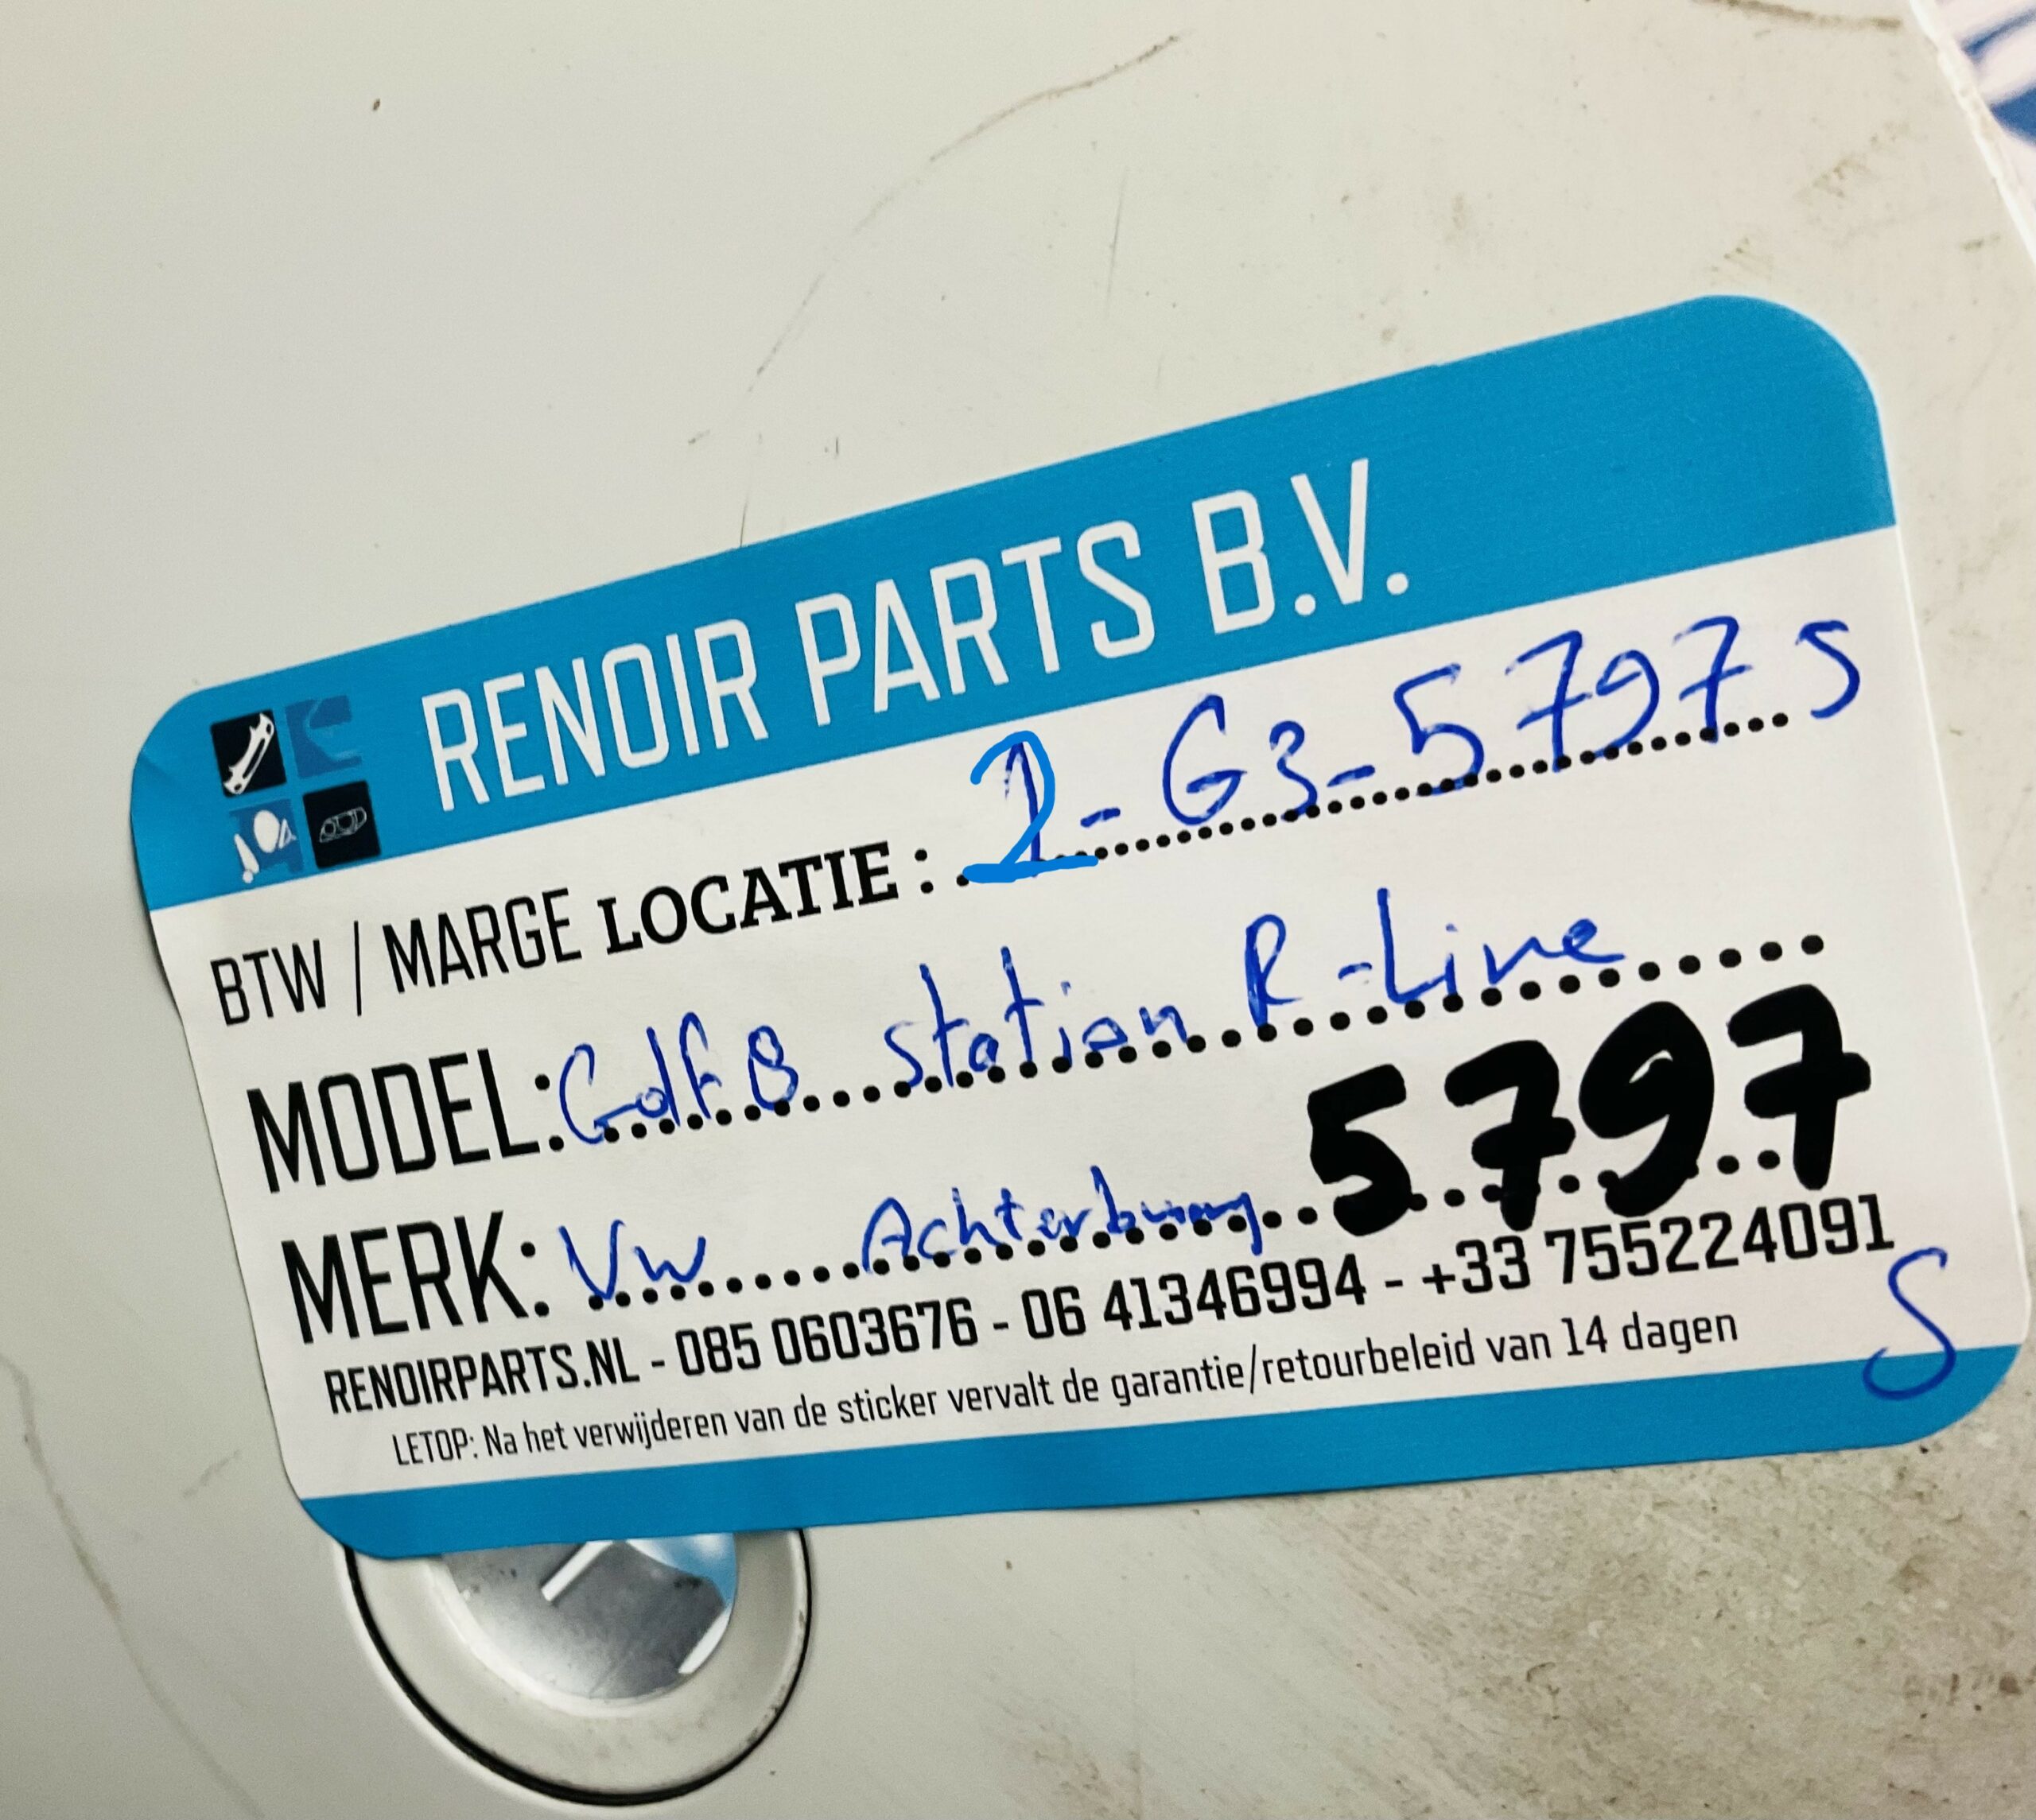 RENOIR PARTS B.V.
BTW / MARGE LOCATIE : 2 - G3 - 5797 S
MODEL: Golf 8 station R-Line
MERK: VW Achterbump 5797
RENOIRPARTS.NL - 085 0603676 - 06 41346994 - +33 755224091
S
LETOP: Na het verwijderen van de sticker vervalt de garantie/retourbeleid van 14 dagen